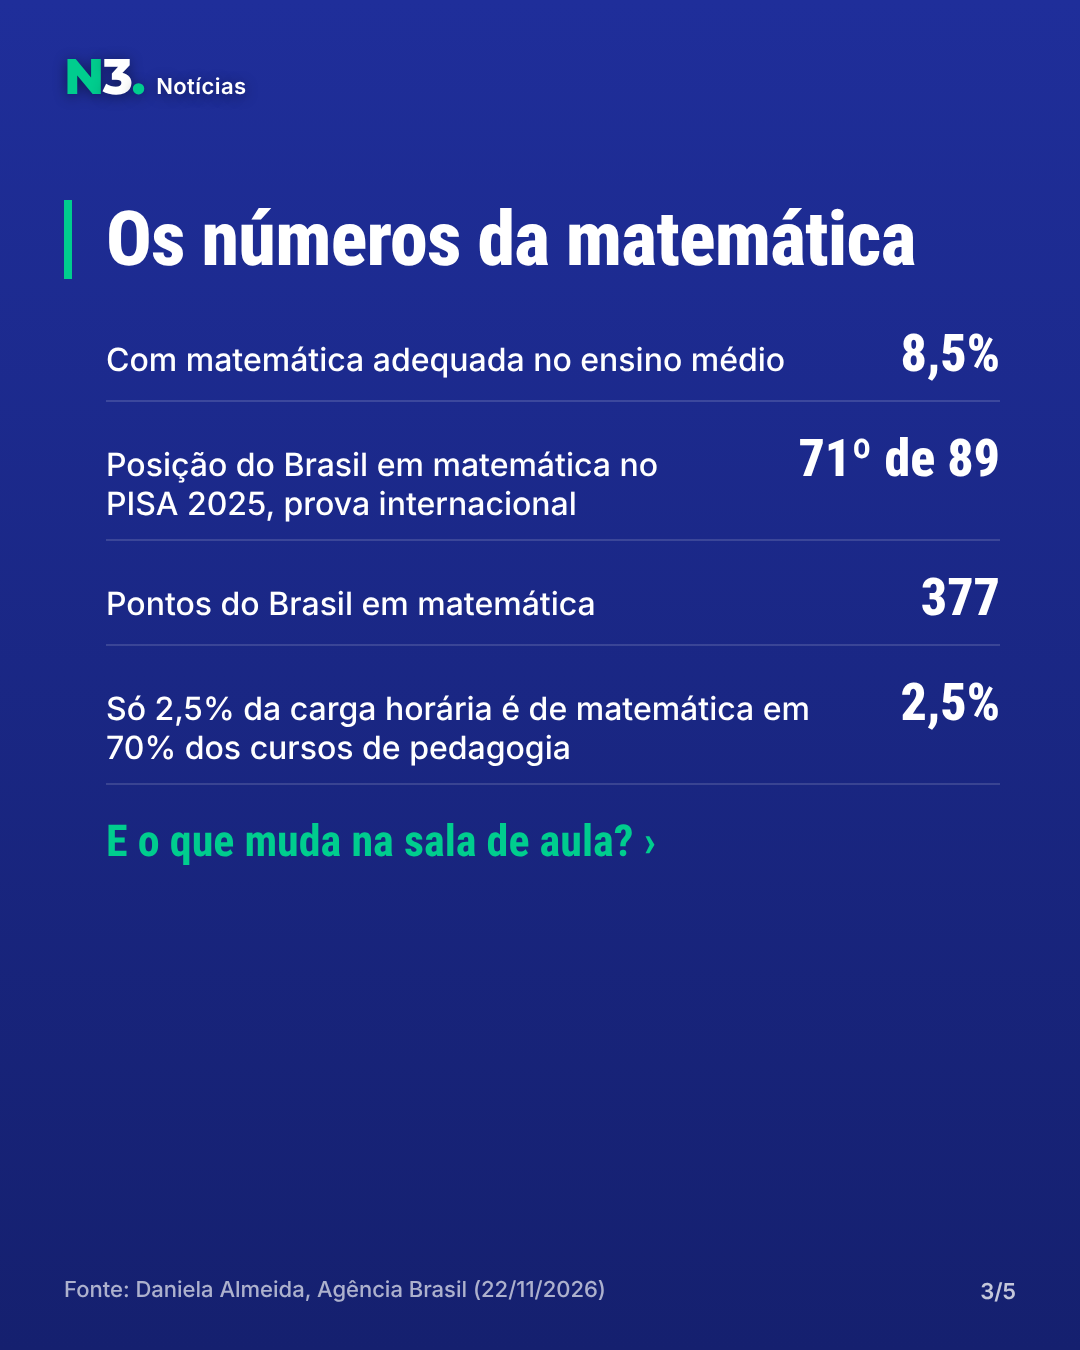 N3. Notícias
Os números da matemática
Com matemática adequada no ensino médio 8,5%
Posição do Brasil em matemática no 71º de 89
PISA 2025, prova internacional
Pontos do Brasil em matemática 377
Só 2,5% da carga horária é de matemática em 2,5%
70% dos cursos de pedagogia
E o que muda na sala de aula? ›
Fonte: Daniela Almeida, Agência Brasil (22/11/2026) 3/5